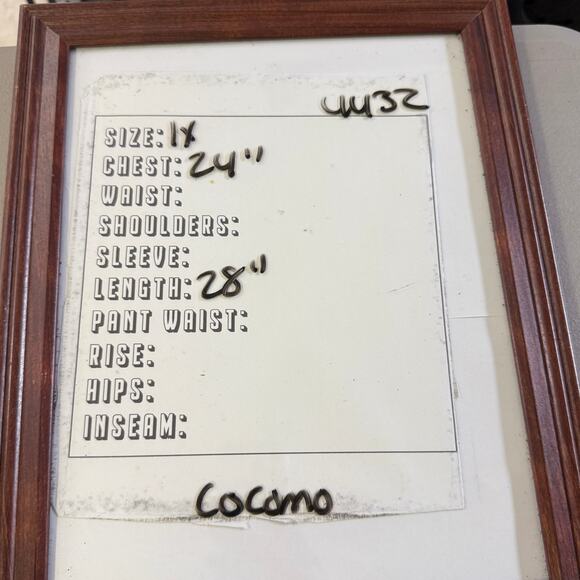 4432
SIZE: 1X
CHEST: 24"
WAIST:
SHOULDERS:
SLEEVE:
LENGTH: 28"
PANT WAIST:
RISE:
HIPS:
INSEAM:
Cocomo